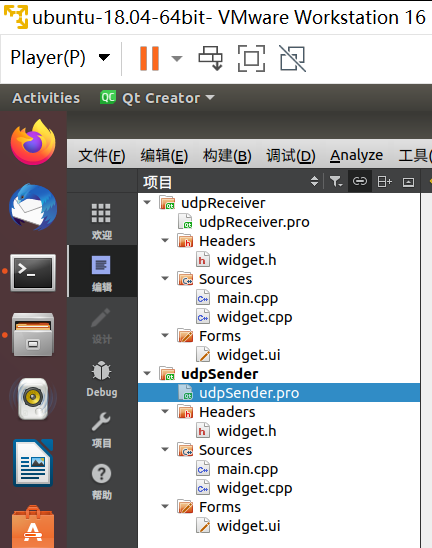 ubuntu-18.04-64bit- VMware Workstation 16
Player(P)
Activities
QC
Qt Creator
文件(F) 编辑(E) 构建(B) 调试(D) Analyze 工具
项目
欢迎
编辑
设计
Debug
项目
帮助
udpReceiver
udpReceiver.pro
Headers
widget.h
Sources
main.cpp
widget.cpp
Forms
widget.ui
udpSender
udpSender.pro
Headers
widget.h
Sources
main.cpp
widget.cpp
Forms
widget.ui